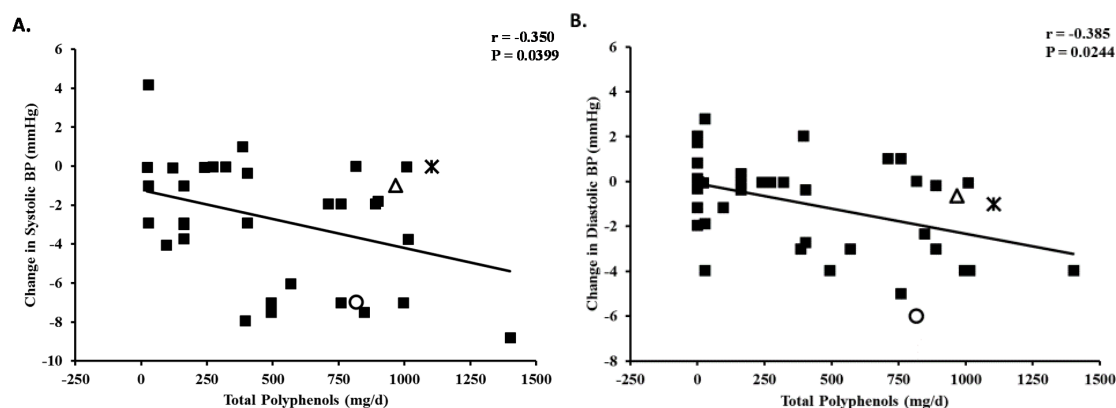 A.
r = -0.350
P = 0.0399
6
4
2
0
-2
-4
-6
-8
-10
Change in Systolic BP (mmHg)
-250 0 250 500 750 1000 1250 1500
Total Polyphenols (mg/d)
B.
r = -0.385
P = 0.0244
6
4
2
0
-2
-4
-6
-8
Change in Diastolic BP (mmHg)
-250 0 250 500 750 1000 1250 1500
Total Polyphenols (mg/d)